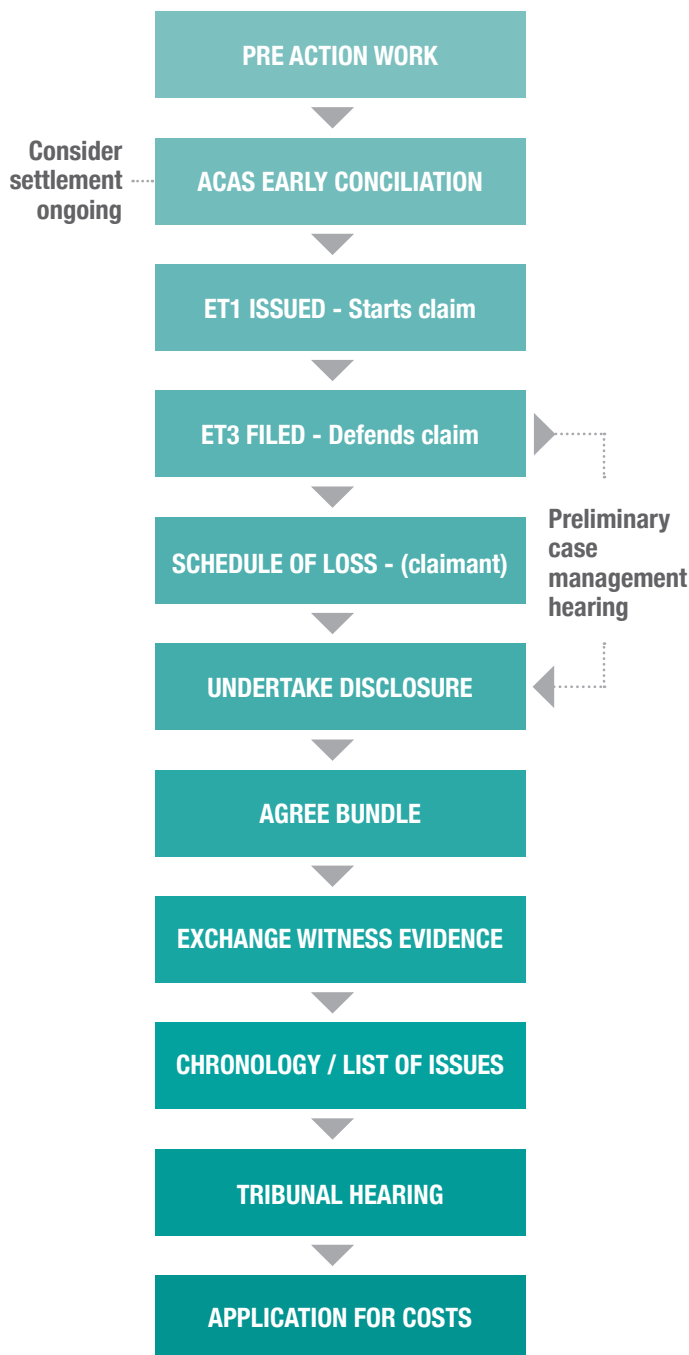 PRE ACTION WORK
Consider
settlement
ongoing
ACAS EARLY CONCILIATION
ET1 ISSUED - Starts claim
ET3 FILED - Defends claim
SCHEDULE OF LOSS - (claimant)
Preliminary
case
management
hearing
UNDERTAKE DISCLOSURE
AGREE BUNDLE
EXCHANGE WITNESS EVIDENCE
CHRONOLOGY / LIST OF ISSUES
TRIBUNAL HEARING
APPLICATION FOR COSTS